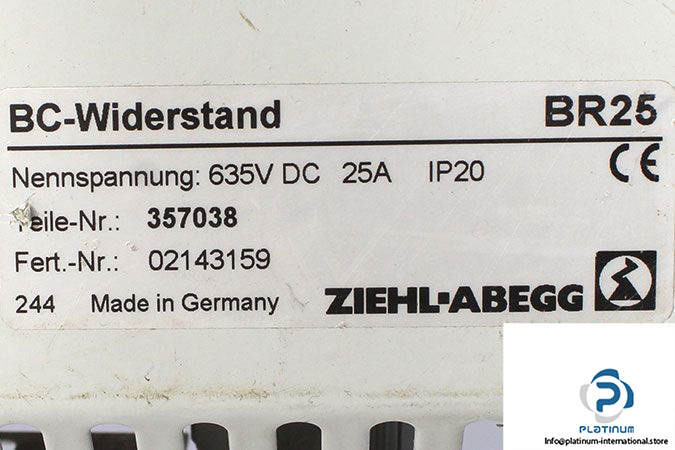 BC-Widerstand BR25
Nennspannung: 635V DC 25A IP20 CE
Teile-Nr.: 357038
Fert.-Nr.: 02143159
244 Made in Germany ZIEHL-ABEGG
PLATINUM
Info@platinum-international.store